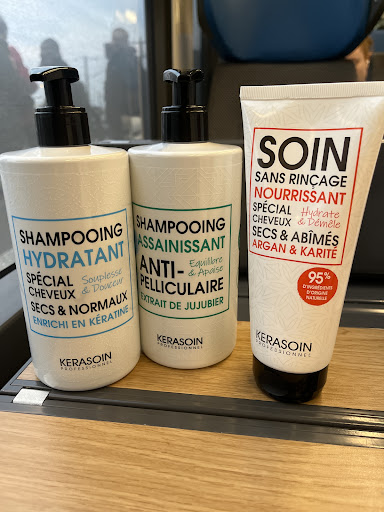 SHAMPOOING
HYDRATANT
SPÉCIAL
CHEVEUX
Souplesse
& Douceur
SECS & NORMAUX
ENRICHI EN KÉRATINE
KERASOIN
PROFESSIONNEL
SHAMPOOING
ASSAINISSANT
ANTI-
Equilibre
& Apaise
PELLICULAIRE
EXTRAIT DE JUJUBIER
KERASOIN
PROFESSIONNEL
SOIN
SANS RINÇAGE
NOURRISSANT
SPÉCIAL
CHEVEUX
Hydrate
& Démêle
SECS & ABÎMÉS
ARGAN & KARITÉ
95%
D'INGRÉDIENTS
D'ORIGINE
NATURELLE
KERASOIN
PROFESSIONNEL